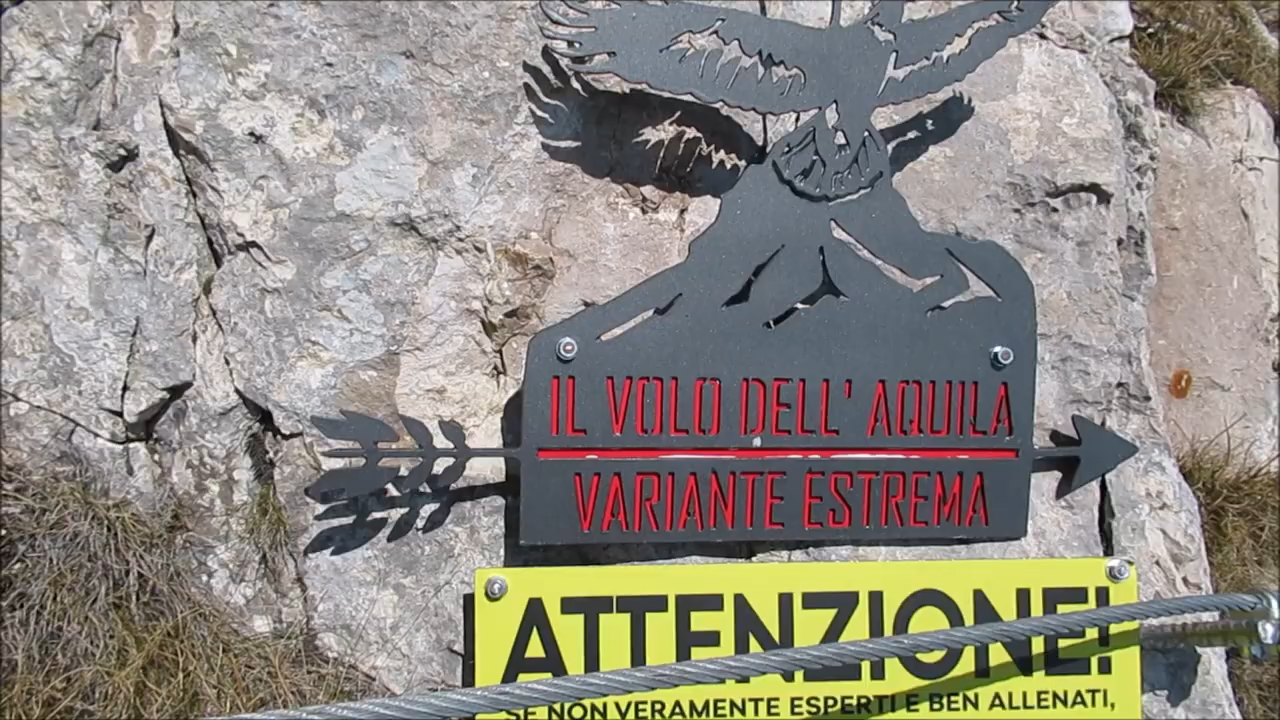 IL VOLO DELL' AQUILA
VARIANTE ESTREMA
ATTENZIONE!
SE NON VERAMENTE ESPERTI E BEN ALLENATI,